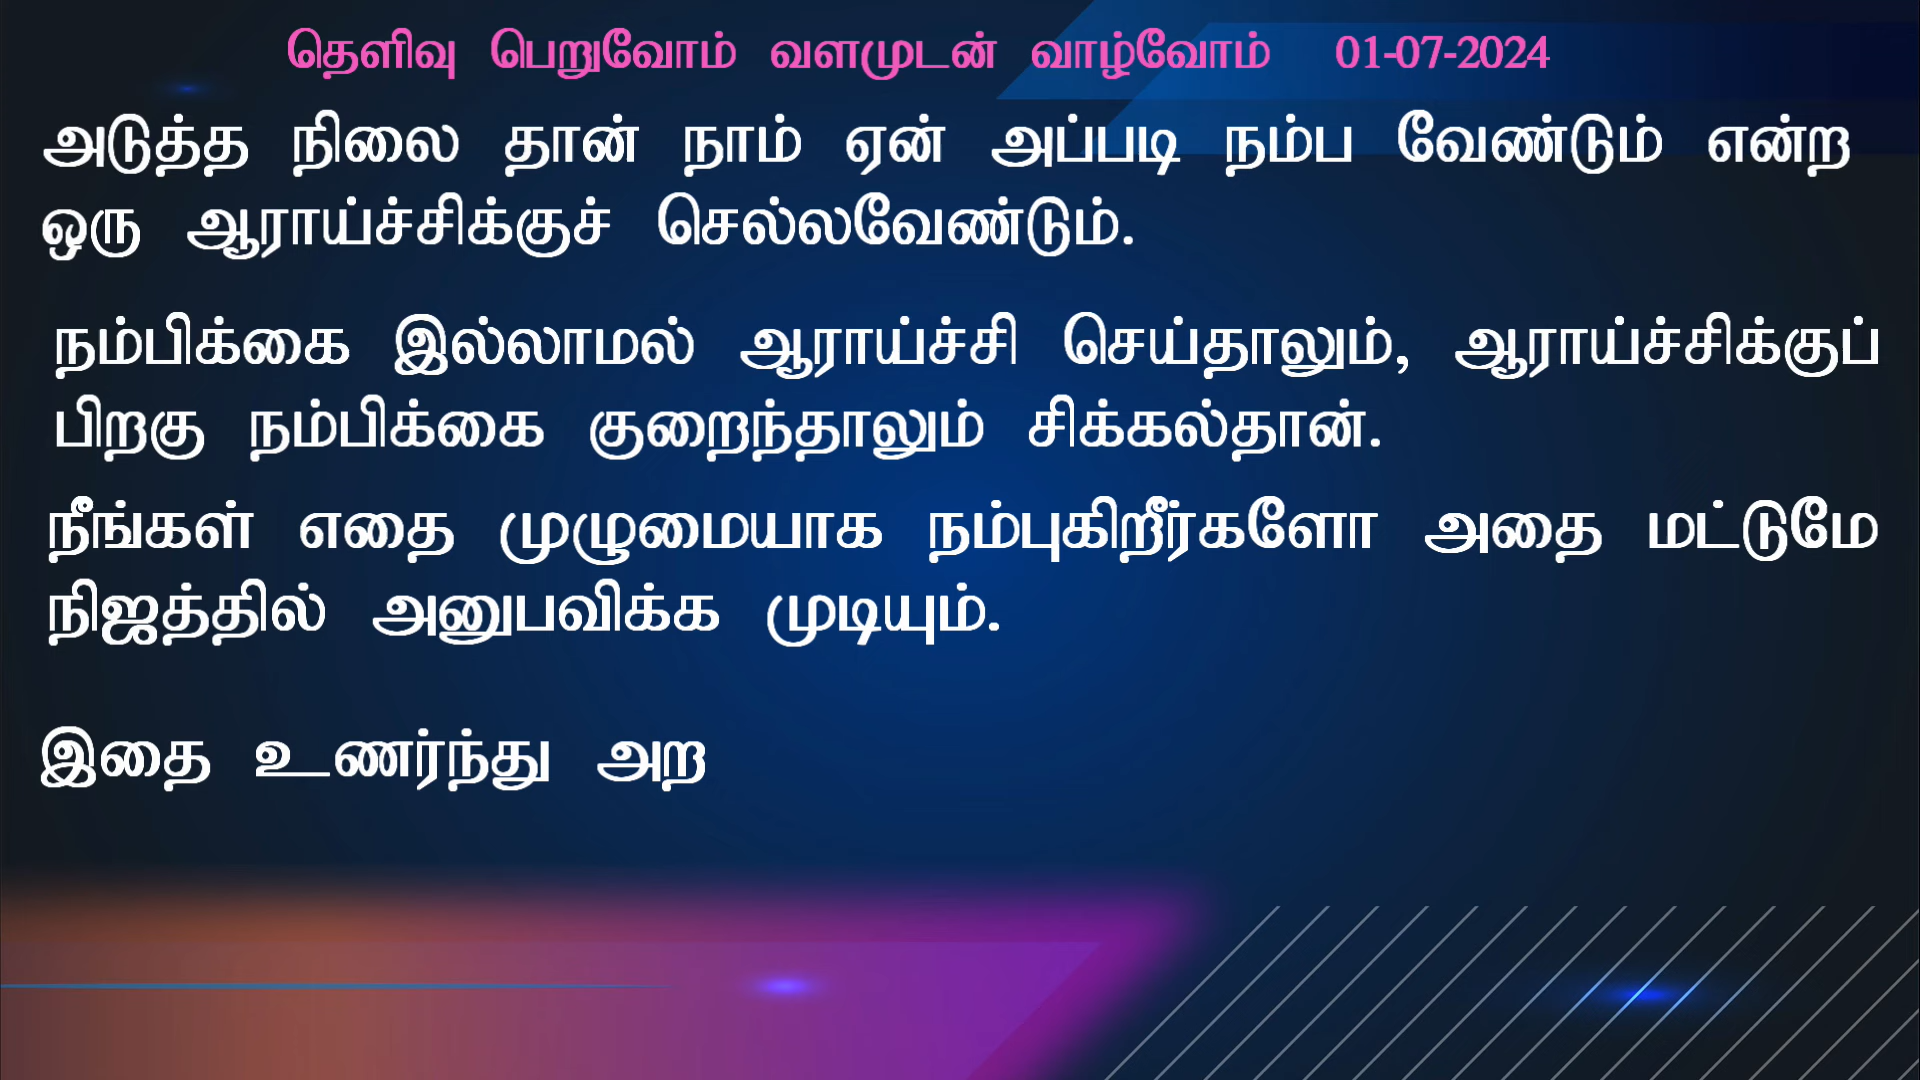 தெளிவு பெறுவோம் வளமுடன் வாழ்வோம் 01-07-2024
அடுத்த நிலை தான் நாம் ஏன் அப்படி நம்ப வேண்டும் என்ற
ஒரு ஆராய்ச்சிக்குச் செல்லவேண்டும்.
நம்பிக்கை இல்லாமல் ஆராய்ச்சி செய்தாலும், ஆராய்ச்சிக்குப்
பிறகு நம்பிக்கை குறைந்தாலும் சிக்கல்தான்.
நீங்கள் எதை முழுமையாக நம்புகிறீர்களோ அதை மட்டுமே
நிஜத்தில் அனுபவிக்க முடியும்.
இதை உணர்ந்து அற